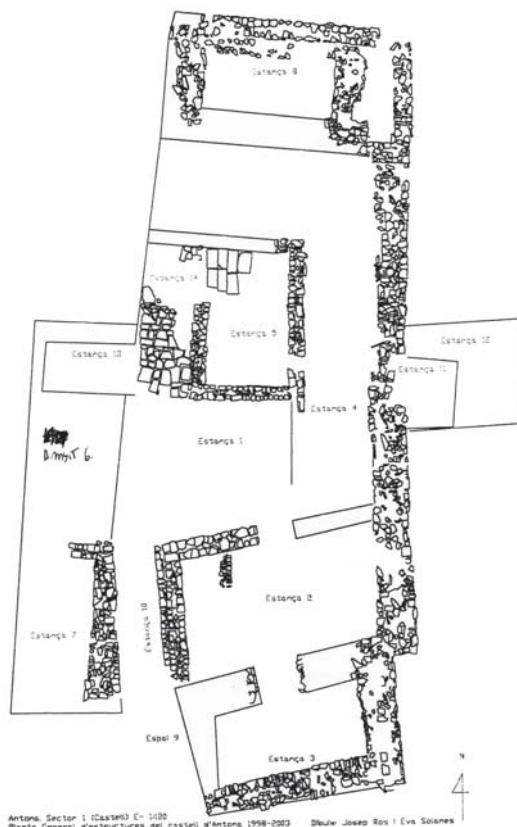 Estança 8
Estança 14
Estança 5
Estança 13
Estança 12
Estança 11
Estança 4
Estança 1
Àmbit 6.
Estança 10
Estança 2
Estança 7
Espai 9
Estança 3
N
Antona. Sector 1 (Castell) E- 1:120
Planta General d'estructures del castell d'Antona 1998-2003 Dibuix: Josep Ros i Eva Solanes